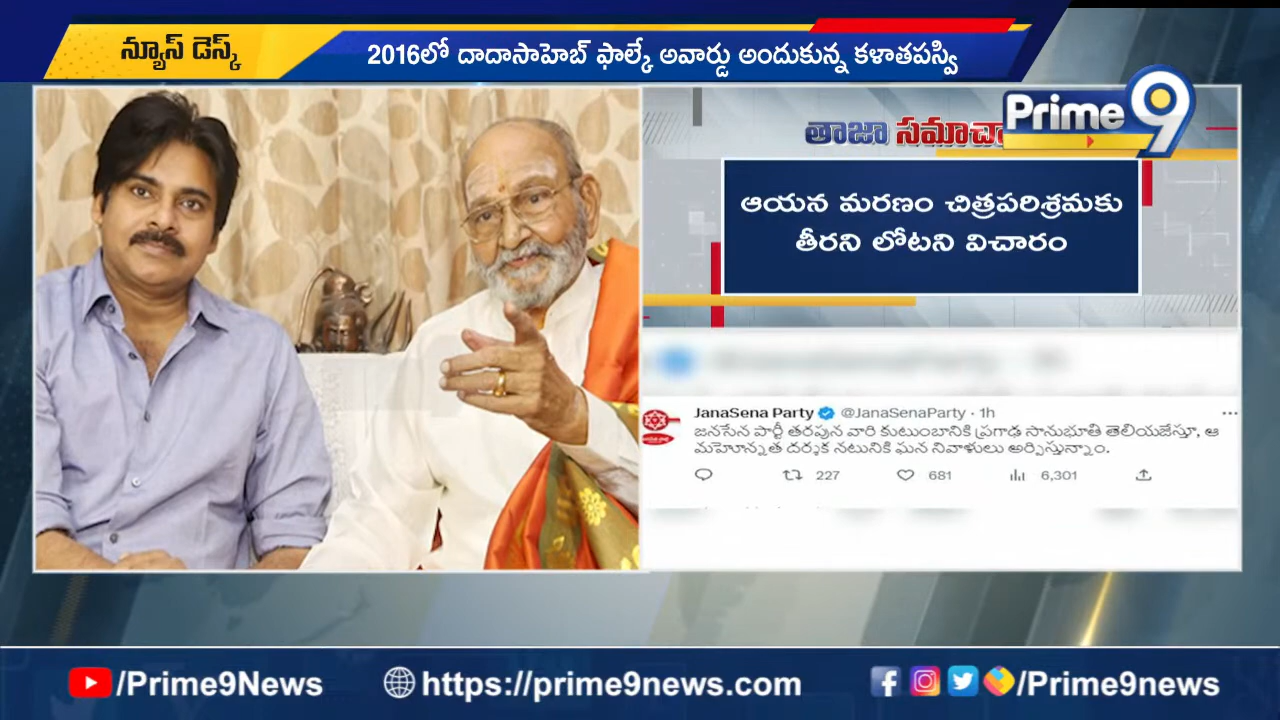 న్యూస్ డెస్క్
2016లో దాదాసాహెబ్ ఫాల్కే అవార్డు అందుకున్న కళాతపస్వి
Prime9
తాజా సమాచా
ఆయన మరణం చిత్రపరిశ్రమకు
తీరని లోటని విచారం
JanaSena Party @JanaSenaParty · 1h
జనసేన పార్టీ తరపున వారి కుటుంబానికి ప్రగాఢ సానుభూతి తెలియజేస్తూ, ఆ
మహోన్నత దర్శక నటునికి ఘన నివాళులు అర్పిస్తున్నాం.
227 681 6,301
/Prime9News https://prime9news.com /Prime9news